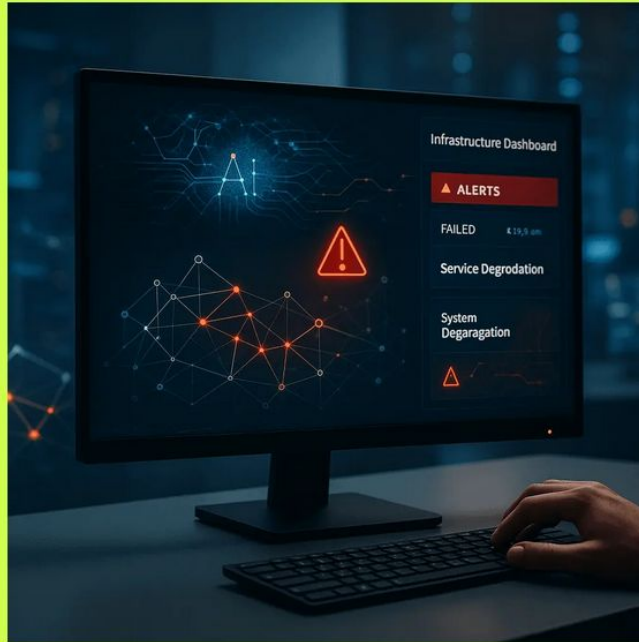 AI
Infrastructure Dashboard
ALERTS
FAILED
Service Degrodation
System
Degaragation